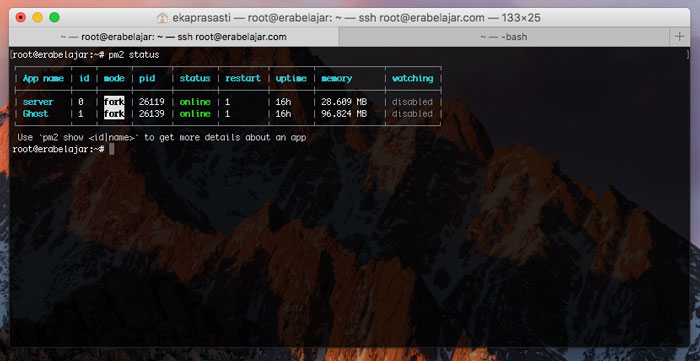 ekaprasasti — root@erabelajar: ~ — ssh root@erabelajar.com — 133×25
~ — root@erabelajar: ~ — ssh root@erabelajar.com
~ — -bash
[root@erabelajar:~# pm2 status ]
App name | id | mode | pid | status | restart | uptime | memory | watching
server | 0 | fork | 26119 | online | 1 | 16h | 28.609 MB | disabled
Ghost | 1 | fork | 26139 | online | 1 | 16h | 96.824 MB | disabled
Use `pm2 show <id|name>` to get more details about an app
root@erabelajar:~#